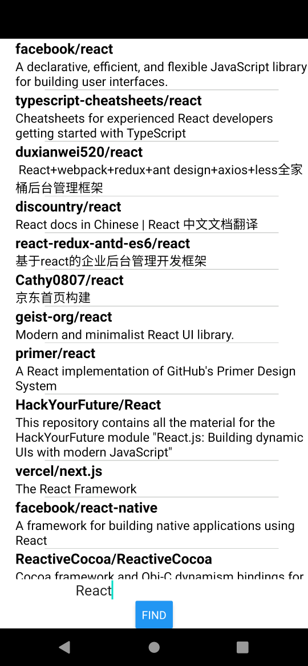 facebook/react
A declarative, efficient, and flexible JavaScript library
for building user interfaces.
typescript-cheatsheets/react
Cheatsheets for experienced React developers
getting started with TypeScript
duxianwei520/react
React+webpack+redux+ant design+axios+less全家
桶后台管理框架
discountry/react
React docs in Chinese | React 中文文档翻译
react-redux-antd-es6/react
基于react的企业后台管理开发框架
Cathy0807/react
京东首页构建
geist-org/react
Modern and minimalist React UI library.
primer/react
A React implementation of GitHub's Primer Design
System
HackYourFuture/React
This repository contains all the material for the
HackYourFuture module "React.js: Building dynamic
UIs with modern JavaScript"
vercel/next.js
The React Framework
facebook/react-native
A framework for building native applications using
React
ReactiveCocoa/ReactiveCocoa
Cocoa framework and Obj-C dynamism bindings for
React
FIND